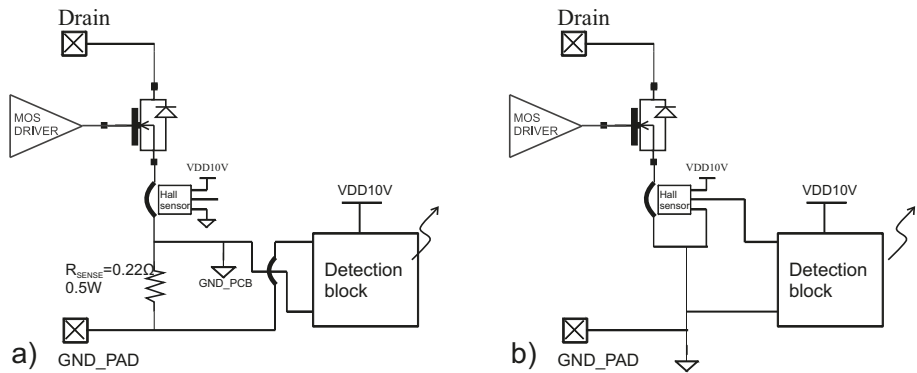 Drain
MOS
DRIVER
VDD10V
Hall
sensor
VDD10V
R_SENSE=0.22Ω
0.5W
GND_PCB
Detection
block
a)
GND_PAD
Drain
MOS
DRIVER
VDD10V
Hall
sensor
VDD10V
Detection
block
b)
GND_PAD